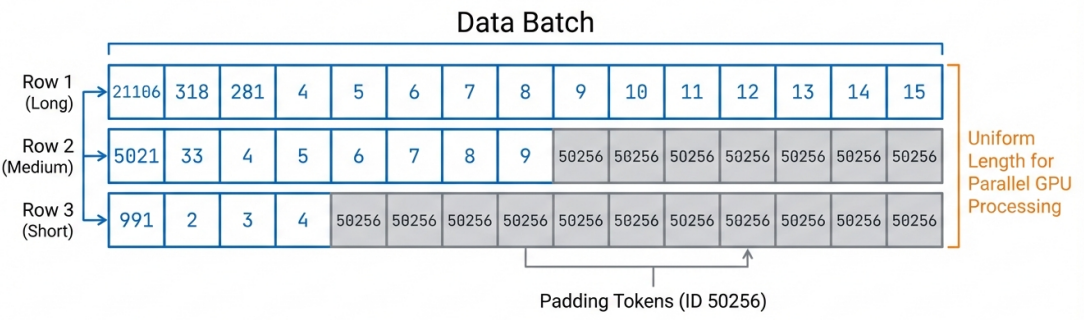 Data Batch
Row 1
(Long)
21106 318 281 4 5 6 7 8 9 10 11 12 13 14 15
Row 2
(Medium)
5021 33 4 5 6 7 8 9 50256 50256 50256 50256 50256 50256 50256
Row 3
(Short)
991 2 3 4 50256 50256 50256 50256 50256 50256 50256 50256 50256 50256 50256
Uniform
Length for
Parallel GPU
Processing
Padding Tokens (ID 50256)